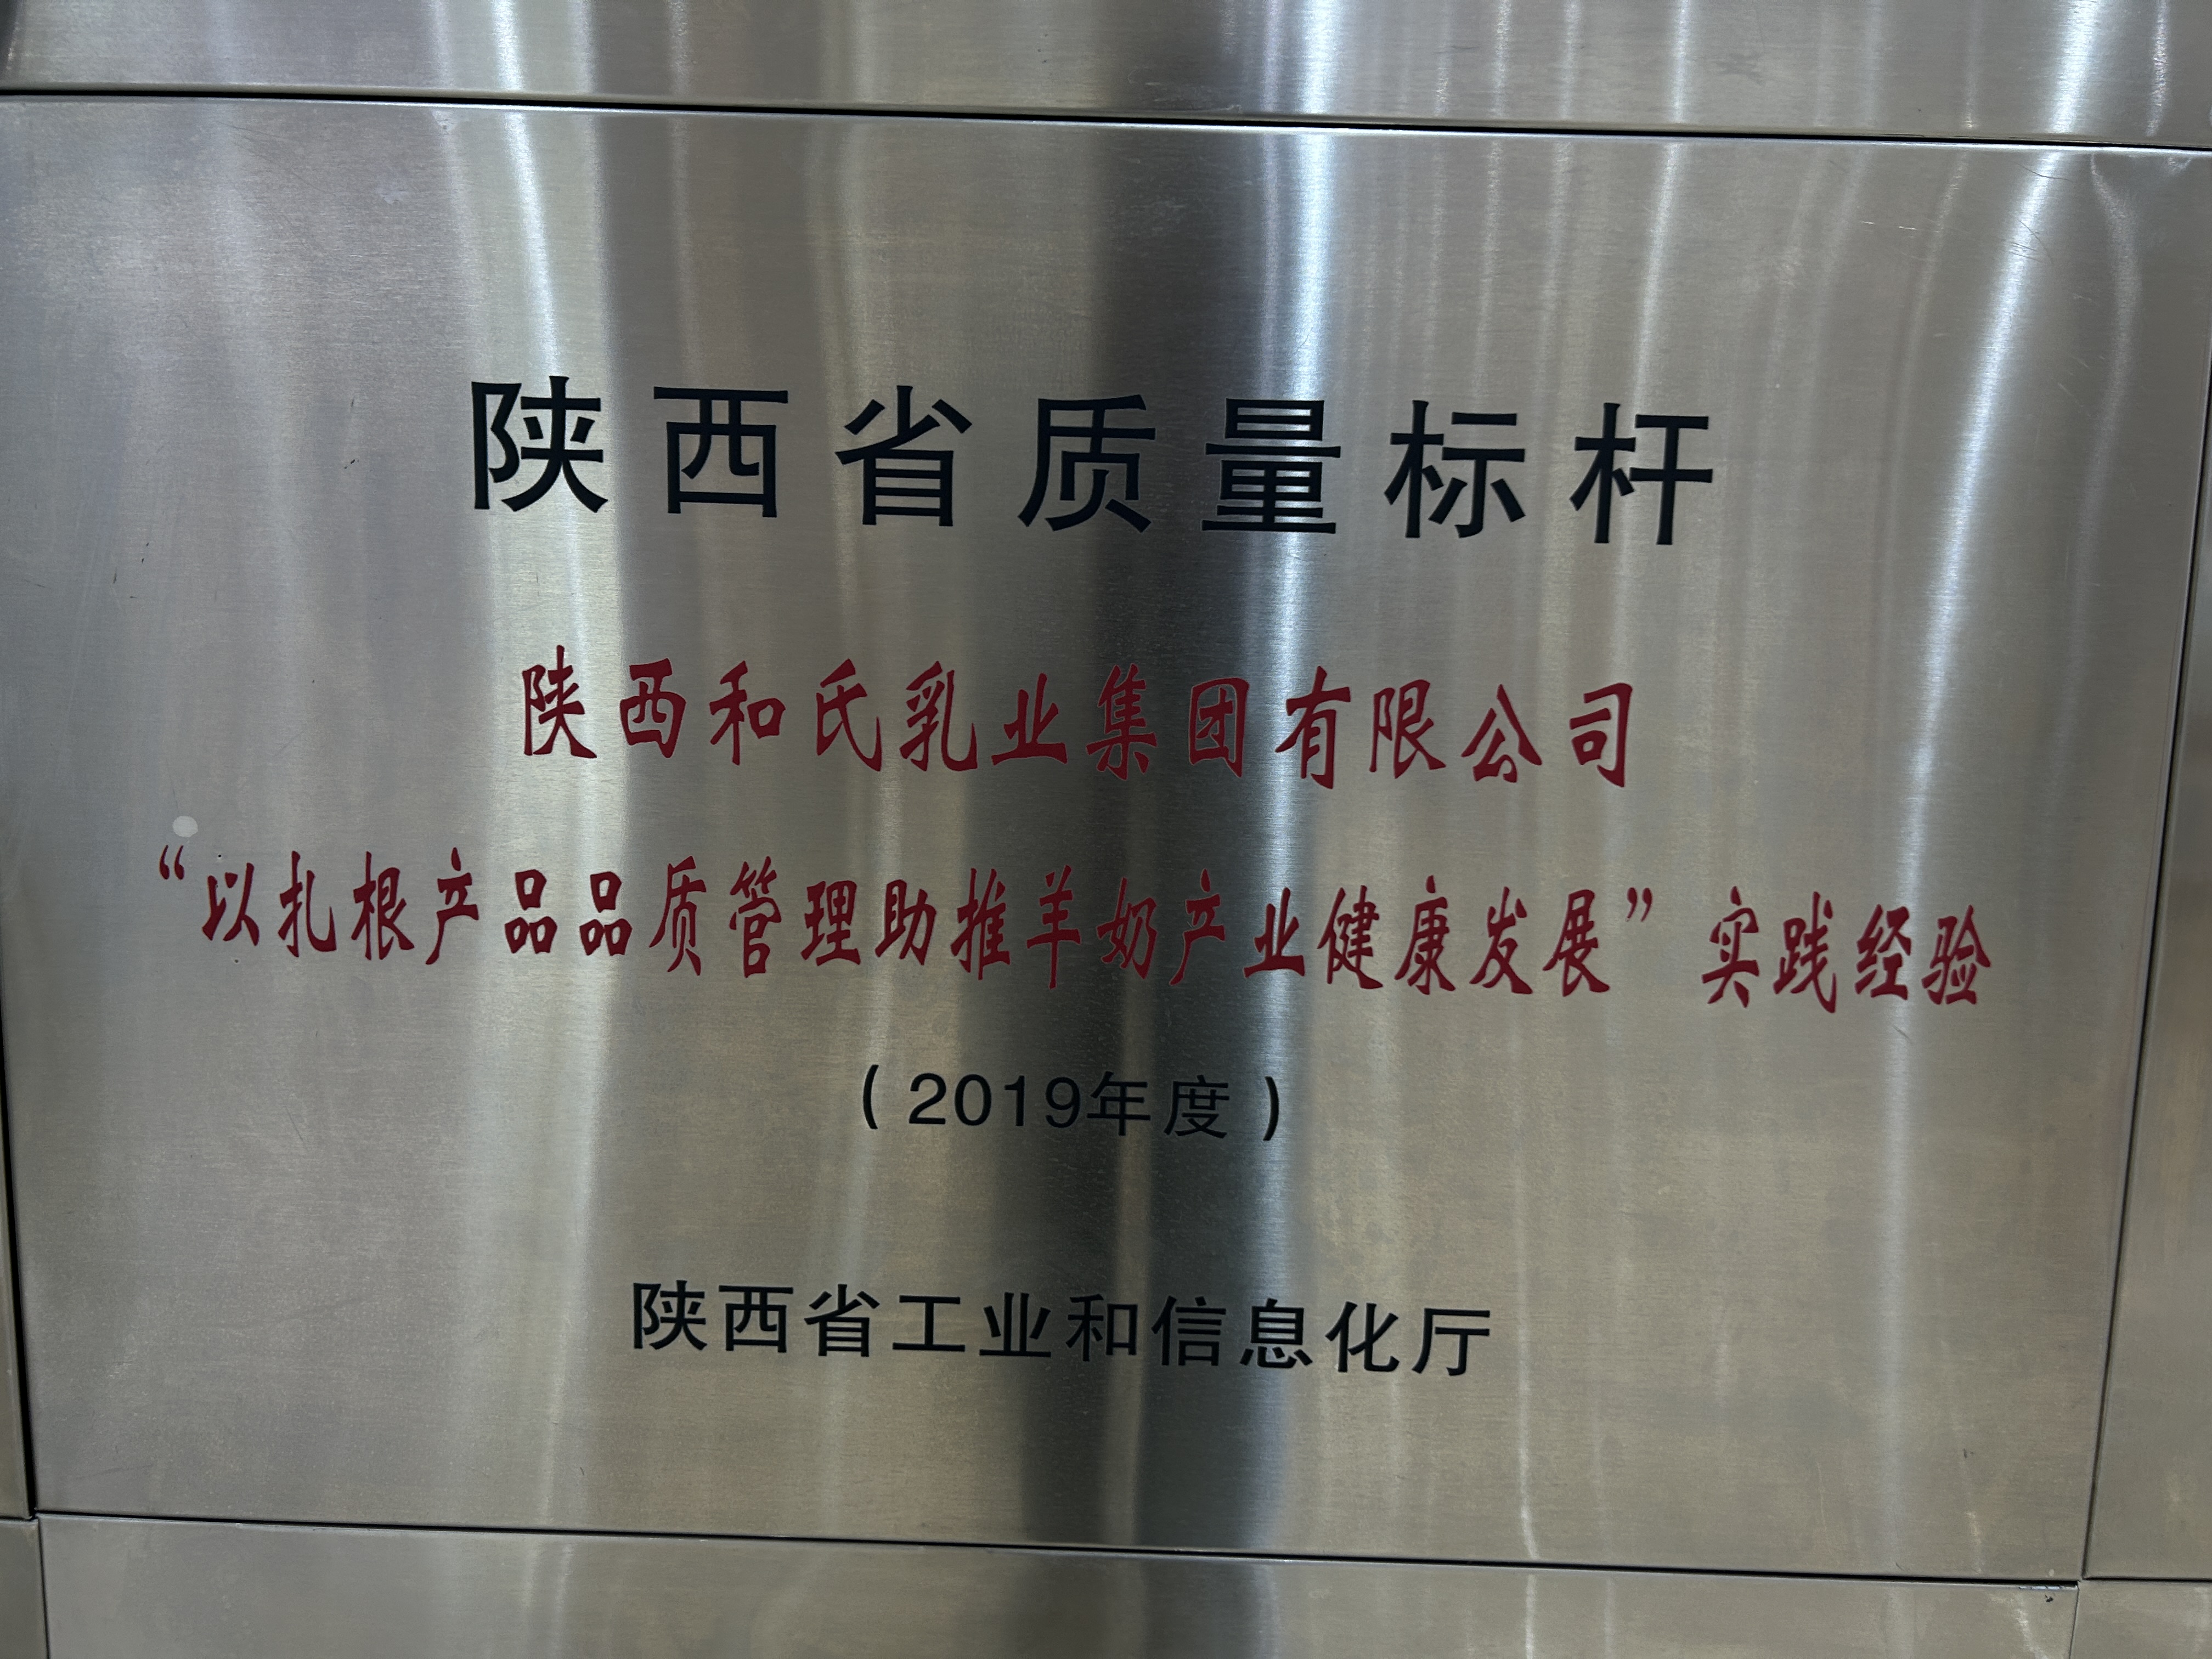 陕西省质量标杆
陕西和氏乳业集团有限公司
“以扎根产品品质管理助推羊奶产业健康发展”实践经验
（2019年度）
陕西省工业和信息化厅